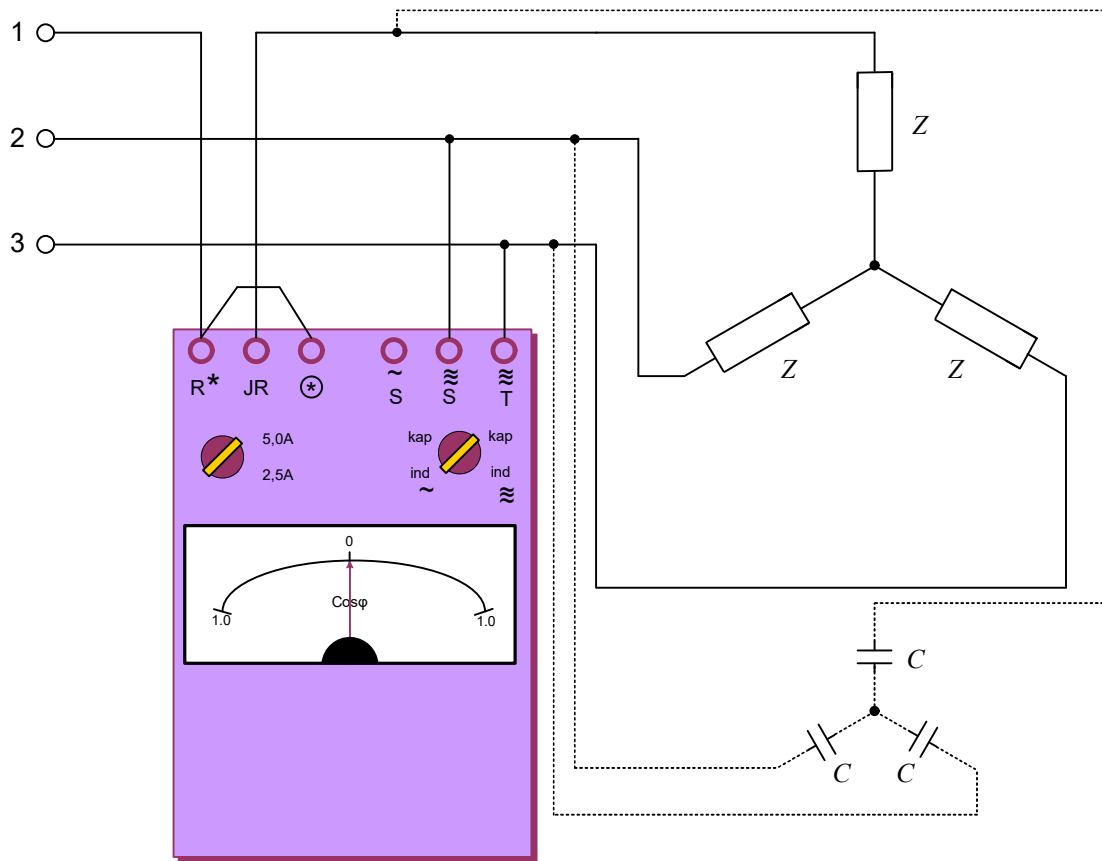 1
2
3
Z
Z
Z
R* JR * ~ ≋ ≋
S S T
5,0A kap kap
2,5A ind ind
~ ≋
0
Cosφ
1.0 1.0
C
C C